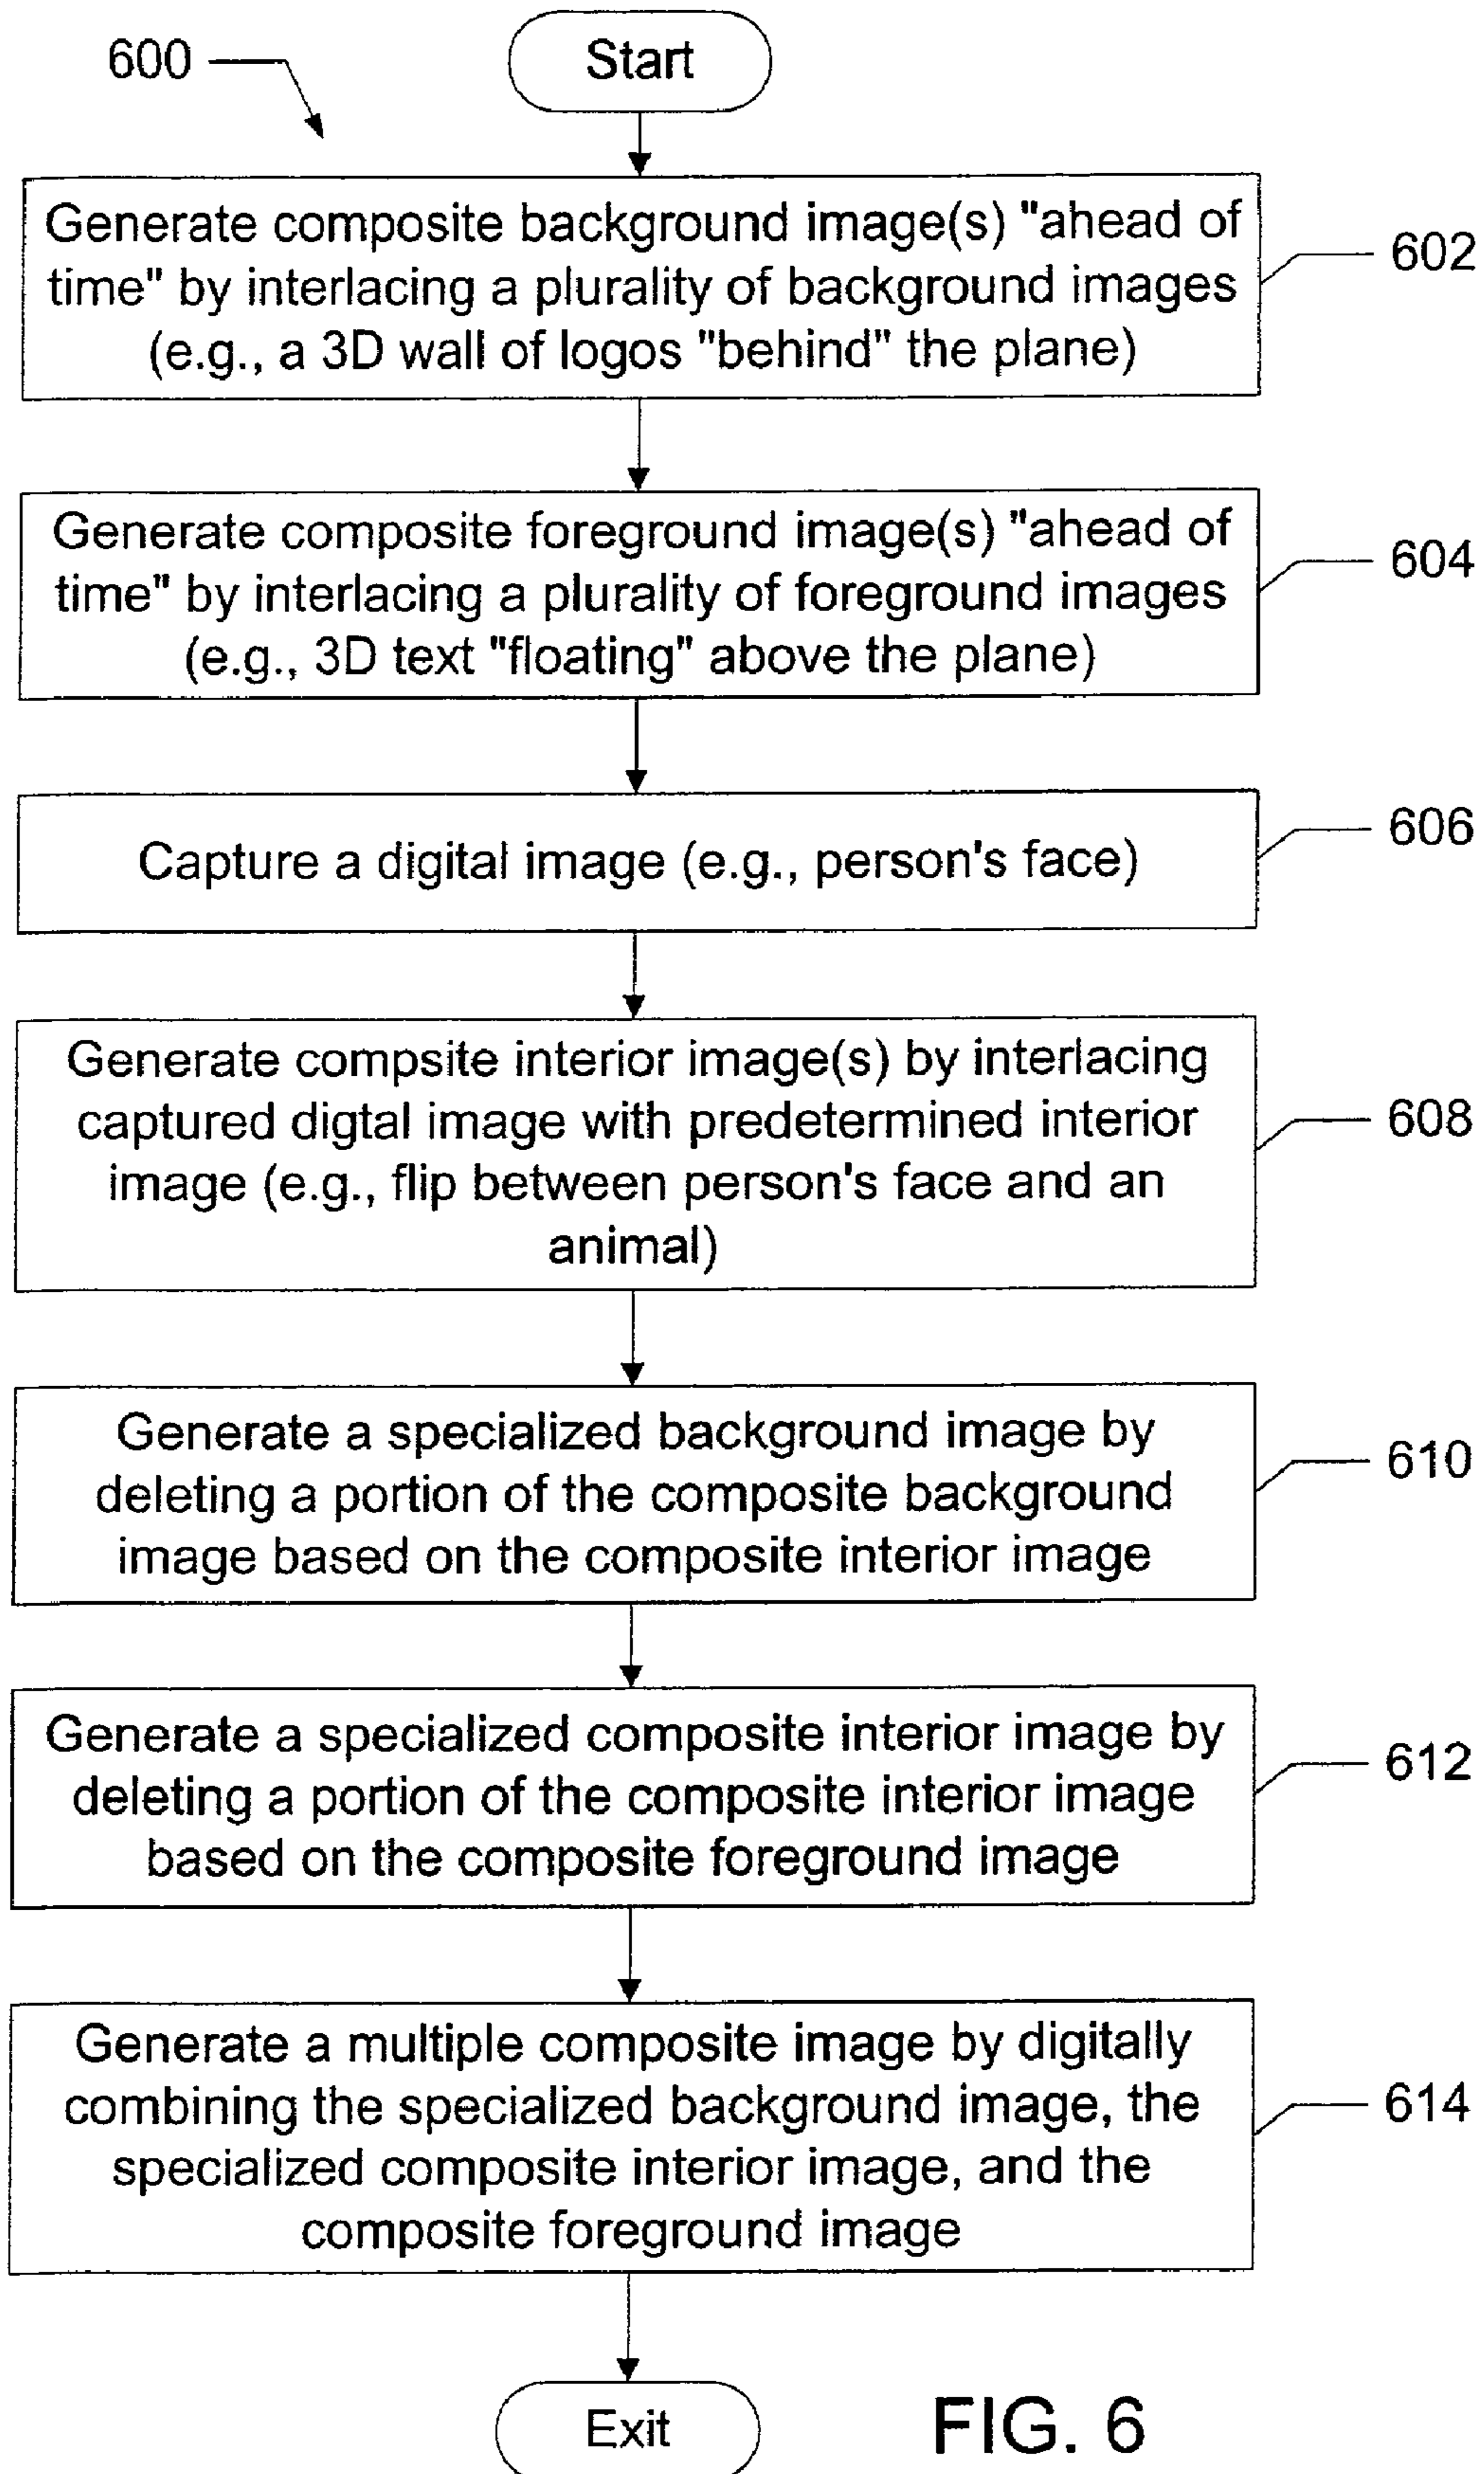 600
Start
Generate composite background image(s) "ahead of
time" by interlacing a plurality of background images
(e.g., a 3D wall of logos "behind" the plane)
602
Generate composite foreground image(s) "ahead of
time" by interlacing a plurality of foreground images
(e.g., 3D text "floating" above the plane)
604
Capture a digital image (e.g., person's face)
606
Generate compsite interior image(s) by interlacing
captured digtal image with predetermined interior
image (e.g., flip between person's face and an
animal)
608
Generate a specialized background image by
deleting a portion of the composite background
image based on the composite interior image
610
Generate a specialized composite interior image by
deleting a portion of the composite interior image
based on the composite foreground image
612
Generate a multiple composite image by digitally
combining the specialized background image, the
specialized composite interior image, and the
composite foreground image
614
Exit
FIG. 6